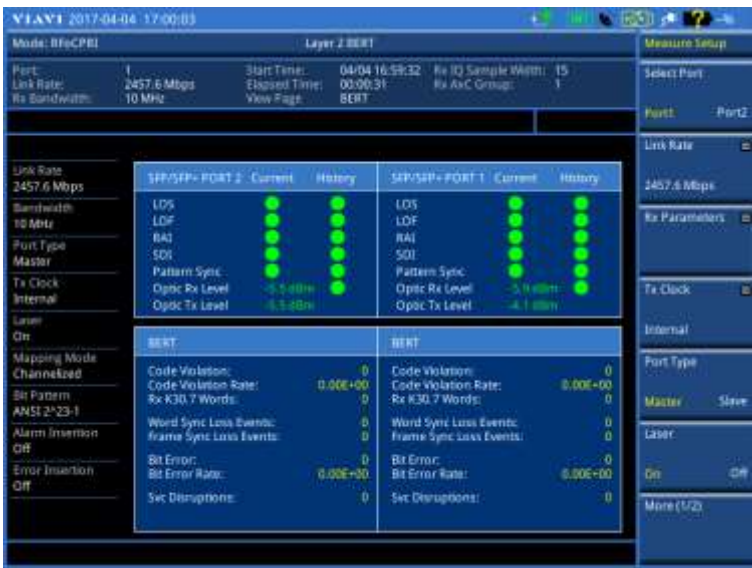 VIAVI 2017-04-04 17:00:03
Mode: RFoCPRI Layer 2 BERT Measure Setup
Port: 1 Start Time: 04/04 16:59:32 Rx IQ Sample Width: 15
Link Rate: 2457.6 Mbps Elapsed Time: 00:00:31 Rx AxC Group: 1
Rx Bandwidth: 10 MHz View Page BERT
Select Port
Port1 Port2
Link Rate
2457.6 Mbps
Rx Parameters
Tx Clock
Internal
Port Type
Master Slave
Laser
On Off
More (1/2)
Link Rate
2457.6 Mbps
Bandwidth
10 MHz
Port Type
Master
Tx Clock
Internal
Laser
On
Mapping Mode
Channelized
Bit Pattern
ANSI 2^23-1
Alarm Insertion
Off
Error Insertion
Off
SFP/SFP+ PORT 2 Current History
LOS
LOF
RAI
SDI
Pattern Sync
Optic Rx Level -5.5 dBm
Optic Tx Level -5.5 dBm
SFP/SFP+ PORT 1 Current History
LOS
LOF
RAI
SDI
Pattern Sync
Optic Rx Level -5.9 dBm
Optic Tx Level -4.1 dBm
BERT
Code Violation: 0
Code Violation Rate: 0.00E+00
Rx K30.7 Words: 0
Word Sync Loss Events: 0
Frame Sync Loss Events: 0
Bit Error: 0
Bit Error Rate: 0.00E+00
Svc Disruptions: 0
BERT
Code Violation: 0
Code Violation Rate: 0.00E+00
Rx K30.7 Words: 0
Word Sync Loss Events: 0
Frame Sync Loss Events: 0
Bit Error: 0
Bit Error Rate: 0.00E+00
Svc Disruptions: 0